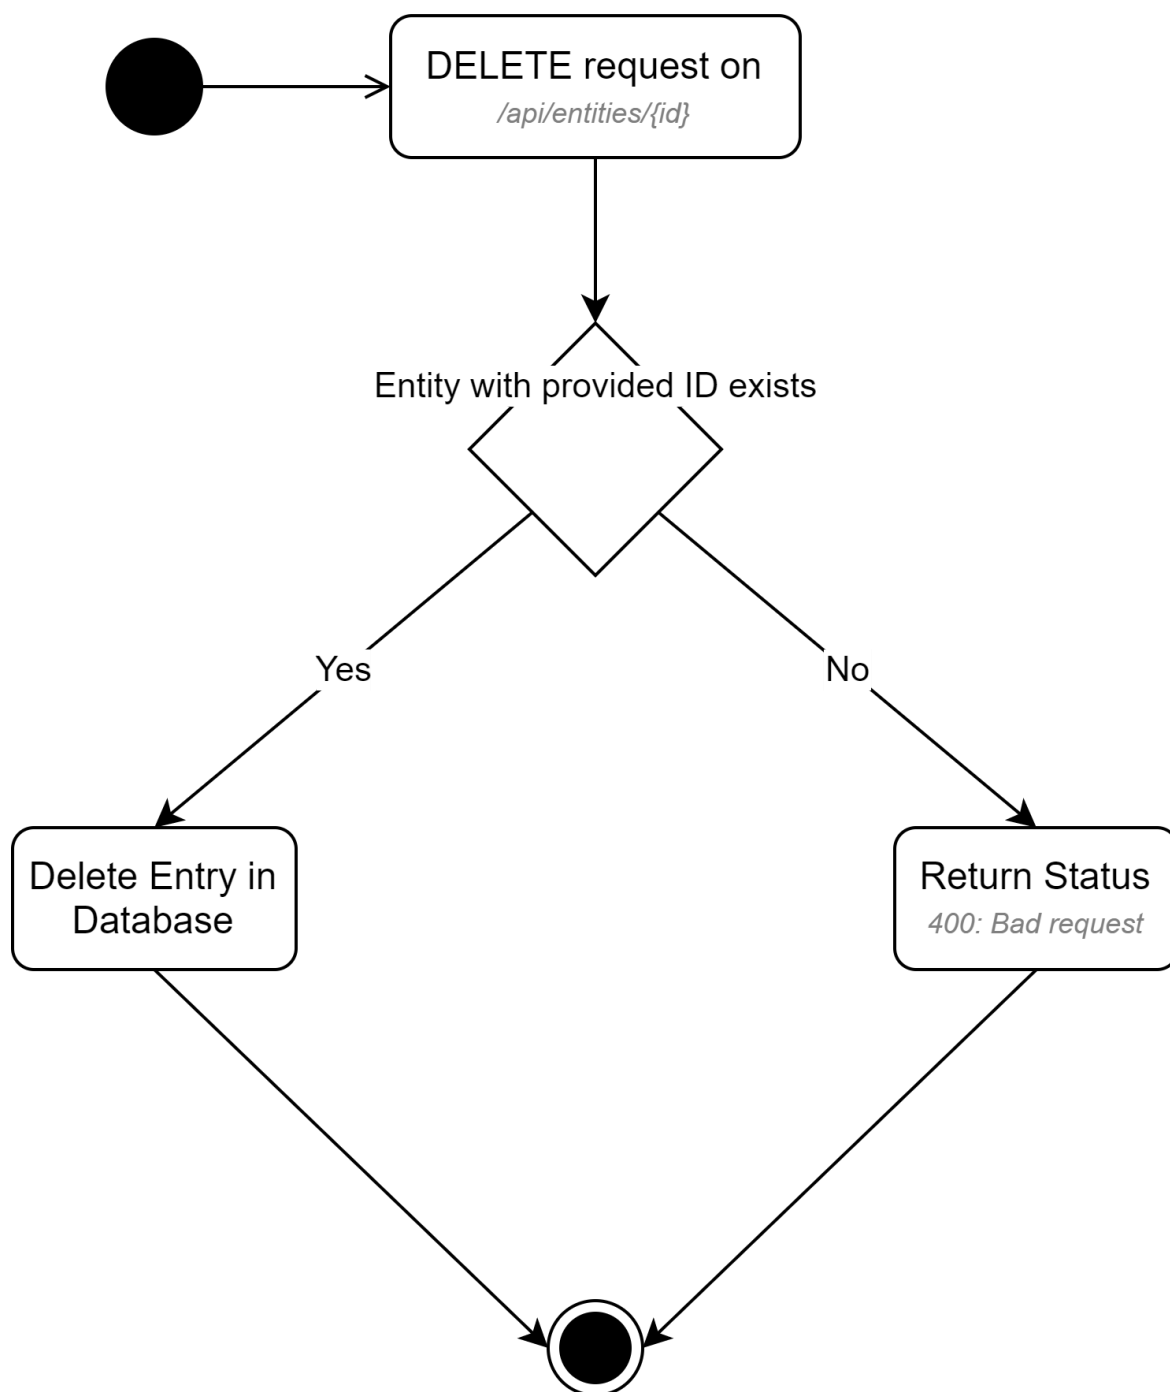 DELETE request on
/api/entities/{id}
Entity with provided ID exists
Yes
No
Delete Entry in
Database
Return Status
400: Bad request